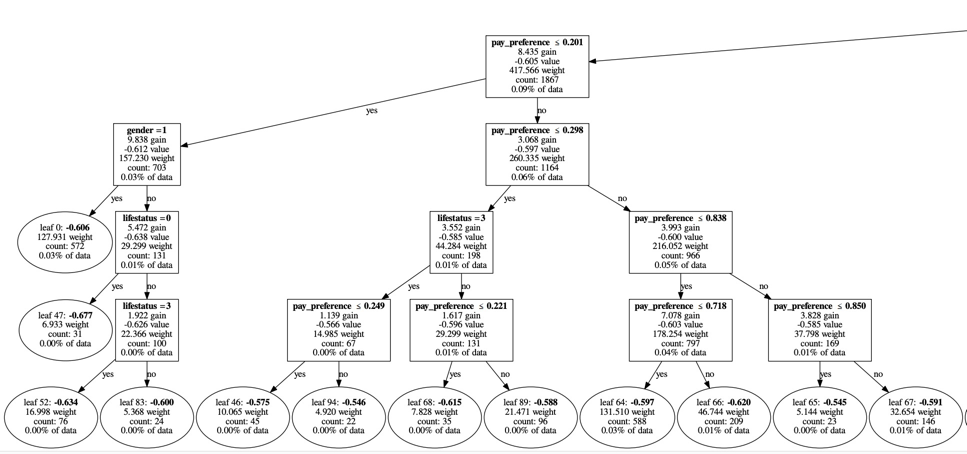 pay_preference ≤ 0.201
8.435 gain
-0.605 value
417.566 weight
count: 1867
0.09% of data
yes
no
gender =1
9.838 gain
-0.612 value
157.230 weight
count: 703
0.03% of data
pay_preference ≤ 0.298
3.068 gain
-0.597 value
260.335 weight
count: 1164
0.06% of data
yes
no
yes
no
leaf 0: -0.606
127.931 weight
count: 572
0.03% of data
lifestatus =0
5.472 gain
-0.638 value
29.299 weight
count: 131
0.01% of data
lifestatus =3
3.552 gain
-0.585 value
44.284 weight
count: 198
0.01% of data
pay_preference ≤ 0.838
3.993 gain
-0.600 value
216.052 weight
count: 966
0.05% of data
yes
no
yes
no
yes
no
leaf 47: -0.677
6.933 weight
count: 31
0.00% of data
lifestatus =3
1.922 gain
-0.626 value
22.366 weight
count: 100
0.00% of data
pay_preference ≤ 0.249
1.139 gain
-0.566 value
14.985 weight
count: 67
0.00% of data
pay_preference ≤ 0.221
1.617 gain
-0.596 value
29.299 weight
count: 131
0.01% of data
pay_preference ≤ 0.718
7.078 gain
-0.603 value
178.254 weight
count: 797
0.04% of data
pay_preference ≤ 0.850
3.828 gain
-0.585 value
37.798 weight
count: 169
0.01% of data
yes
no
yes
no
yes
no
yes
no
yes
no
leaf 52: -0.634
16.998 weight
count: 76
0.00% of data
leaf 83: -0.600
5.368 weight
count: 24
0.00% of data
leaf 46: -0.575
10.065 weight
count: 45
0.00% of data
leaf 94: -0.546
4.920 weight
count: 22
0.00% of data
leaf 68: -0.615
7.828 weight
count: 35
0.00% of data
leaf 89: -0.588
21.471 weight
count: 96
0.00% of data
leaf 64: -0.597
131.510 weight
count: 588
0.03% of data
leaf 66: -0.620
46.744 weight
count: 209
0.01% of data
leaf 65: -0.545
5.144 weight
count: 23
0.00% of data
leaf 67: -0.591
32.654 weight
count: 146
0.01% of data